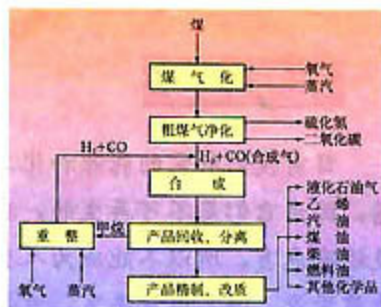 煤
煤气化
氧气
蒸汽
粗煤气净化
硫化氢
二氧化碳
H₂+CO
H₂+CO(合成气)
合成
液化石油气
乙烯
汽油
煤油
柴油
燃料油
其他化学品
重整
甲烷
产品回收、分离
氧气
蒸汽
产品精制、改质